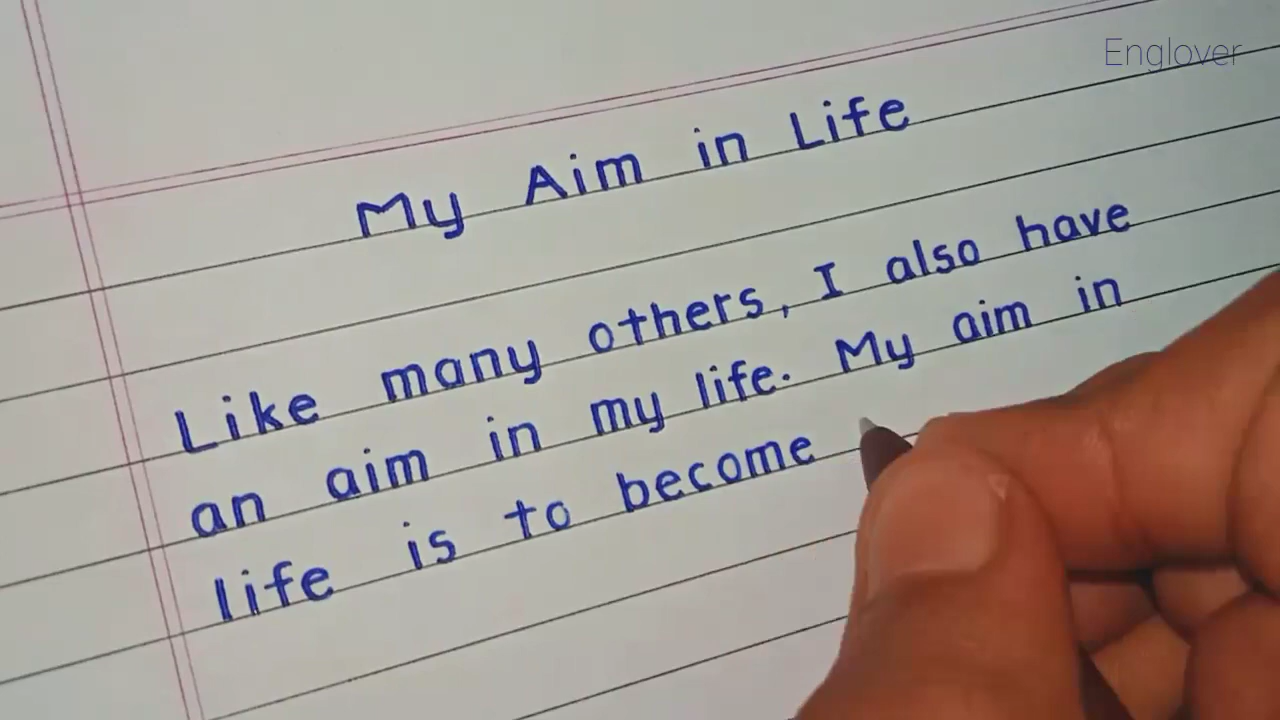 Englover
My Aim in Life
Like many others, I also have
an aim in my life. My aim in
life is to become